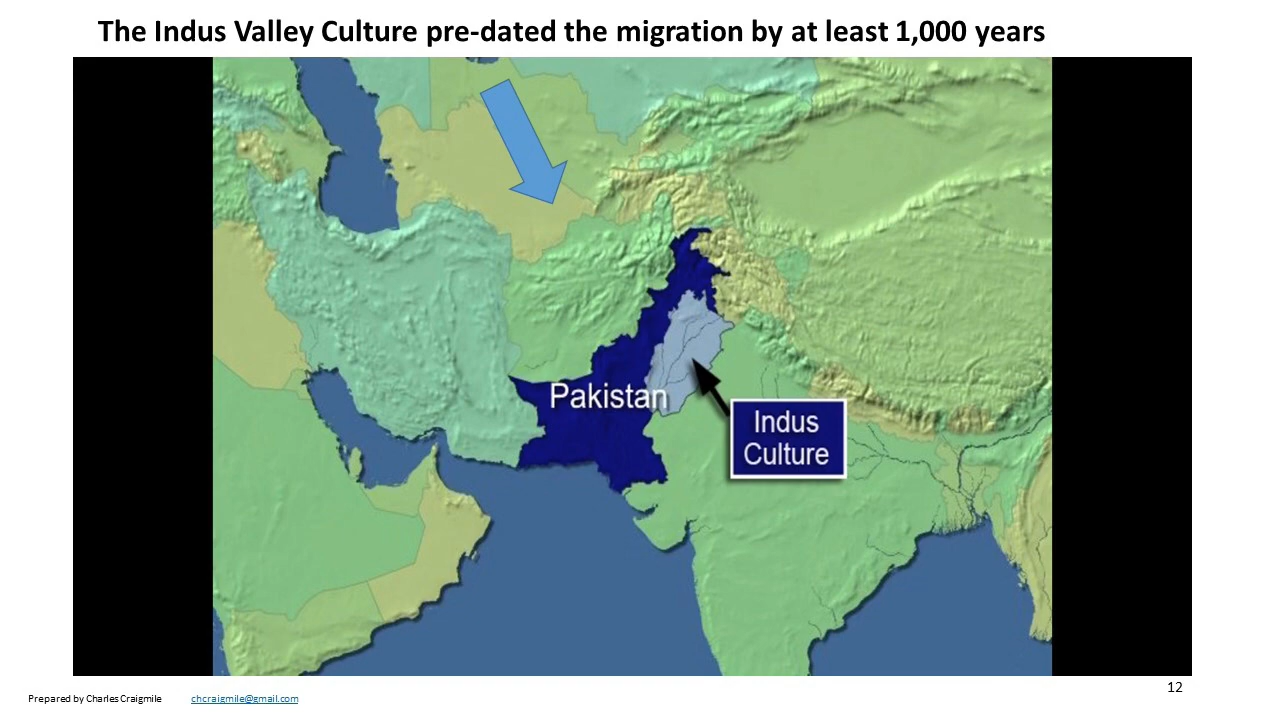 The Indus Valley Culture pre-dated the migration by at least 1,000 years
Pakistan
Indus
Culture
12
Prepared by Charles Craigmile chcraigmile@gmail.com